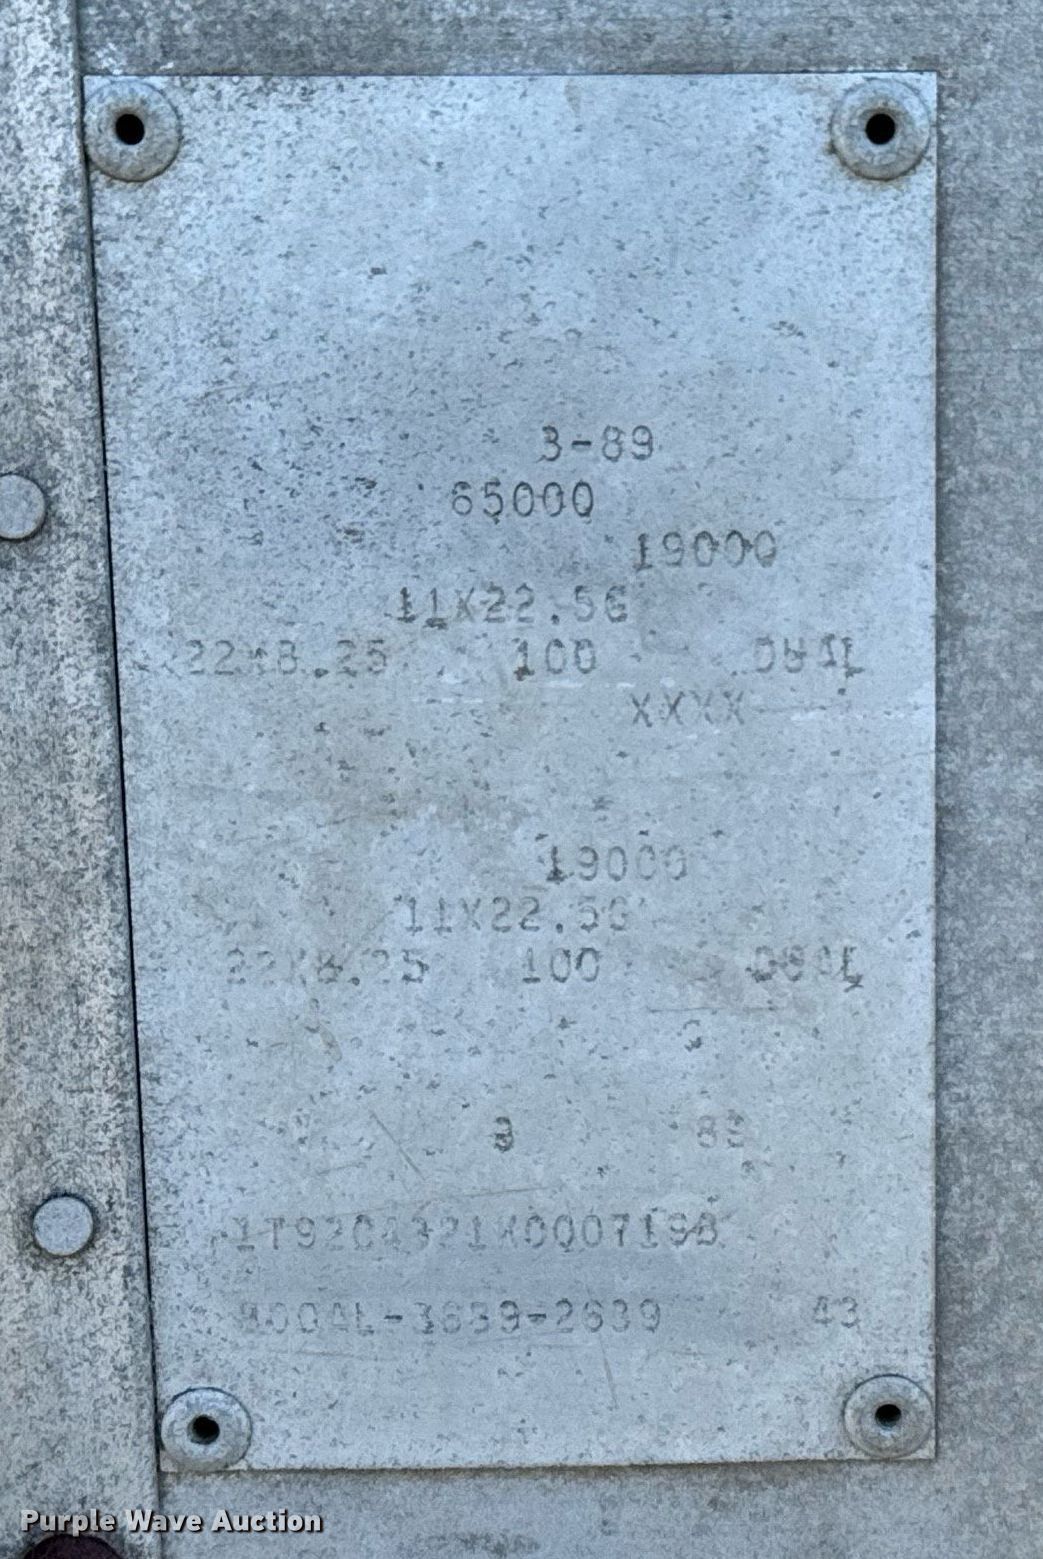 3-89
65000
19000
11X22.5G
22X8.25 100 DUAL
XXXX
19000
11X22.5G
22X8.25 100 DUAL
3 89
43
Purple Wave Auction